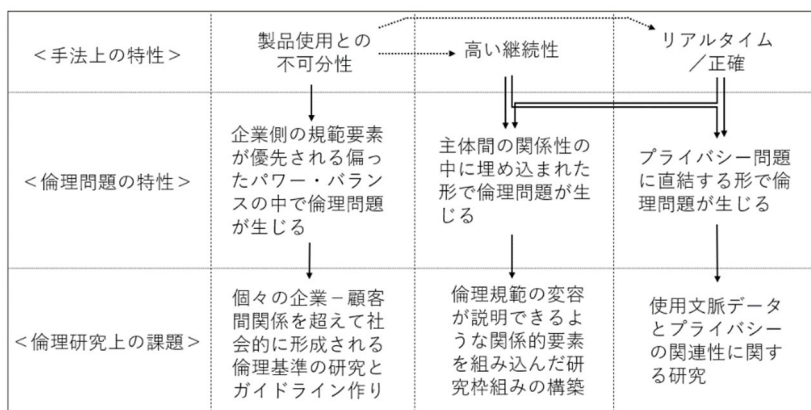 ＜手法上の特性＞
製品使用との
不可分性
高い継続性
リアルタイム
／正確
＜倫理問題の特性＞
企業側の規範要素
が優先される偏っ
たパワー・バラン
スの中で倫理問題
が生じる
主体間の関係性の
中に埋め込まれた
形で倫理問題が生
じる
プライバシー問題
に直結する形で倫
理問題が生じる
＜倫理研究上の課題＞
個々の企業－顧客
間関係を超えて社
会的に形成される
倫理基準の研究と
ガイドライン作り
倫理規範の変容
が説明できるよ
うな関係的要素
を組み込んだ研
究枠組みの構築
使用文脈データ
とプライバシー
の関連性に関す
る研究